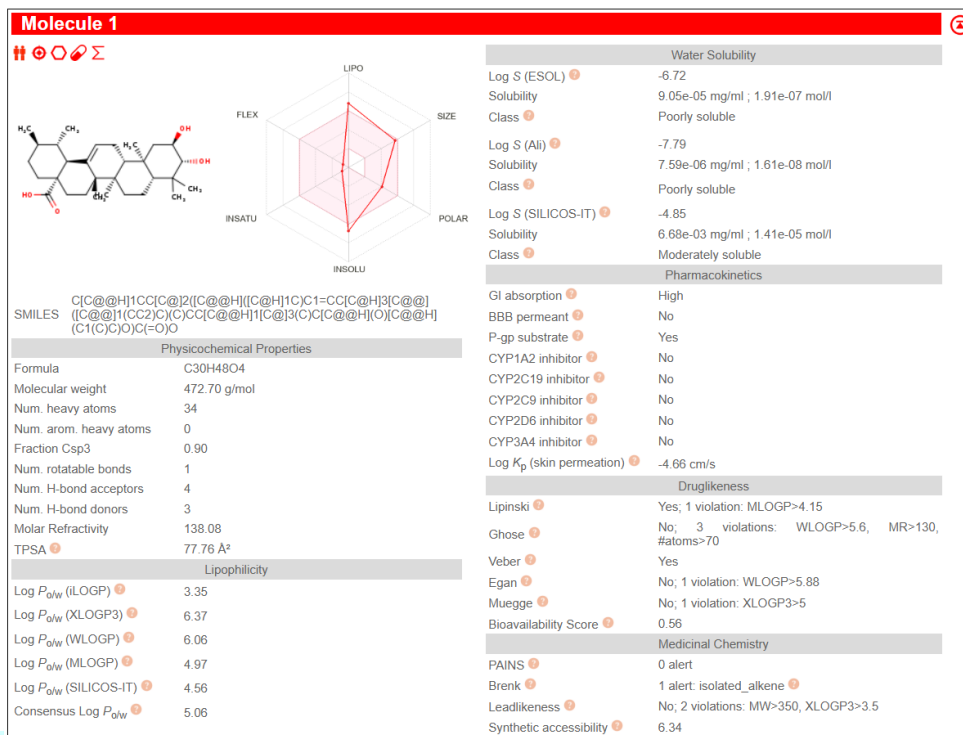 Molecule 1
LIPO
FLEX
SIZE
INSATU
POLAR
INSOLU
H₃C
CH₃
OH
H₃C
OH
HO
O
CH₃
CH₃
CH₃
H₃C
CH₃
SMILES
C[C@@H]1CC[C@]2([C@@H]([C@H]1C)C1=CC[C@H]3[C@@]
([C@@]1(CC2)C)(C)CC[C@@H]1[C@]3(C)C[C@@H](O)[C@@H]
(C1(C)C)O)C(=O)O
Physicochemical Properties
Formula C30H48O4
Molecular weight 472.70 g/mol
Num. heavy atoms 34
Num. arom. heavy atoms 0
Fraction Csp3 0.90
Num. rotatable bonds 1
Num. H-bond acceptors 4
Num. H-bond donors 3
Molar Refractivity 138.08
TPSA ? 77.76 Å²
Lipophilicity
Log Po/w (iLOGP) ? 3.35
Log Po/w (XLOGP3) ? 6.37
Log Po/w (WLOGP) ? 6.06
Log Po/w (MLOGP) ? 4.97
Log Po/w (SILICOS-IT) ? 4.56
Consensus Log Po/w ? 5.06
Water Solubility
Log S (ESOL) ? -6.72
Solubility 9.05e-05 mg/ml ; 1.91e-07 mol/l
Class ? Poorly soluble
Log S (Ali) ? -7.79
Solubility 7.59e-06 mg/ml ; 1.61e-08 mol/l
Class ? Poorly soluble
Log S (SILICOS-IT) ? -4.85
Solubility 6.68e-03 mg/ml ; 1.41e-05 mol/l
Class ? Moderately soluble
Pharmacokinetics
GI absorption ? High
BBB permeant ? No
P-gp substrate ? Yes
CYP1A2 inhibitor ? No
CYP2C19 inhibitor ? No
CYP2C9 inhibitor ? No
CYP2D6 inhibitor ? No
CYP3A4 inhibitor ? No
Log Kp (skin permeation) ? -4.66 cm/s
Druglikeness
Lipinski ? Yes; 1 violation: MLOGP>4.15
Ghose ? No; 3 violations: WLOGP>5.6, MR>130,
#atoms>70
Veber ? Yes
Egan ? No; 1 violation: WLOGP>5.88
Muegge ? No; 1 violation: XLOGP3>5
Bioavailability Score ? 0.56
Medicinal Chemistry
PAINS ? 0 alert
Brenk ? 1 alert: isolated_alkene ?
Leadlikeness ? No; 2 violations: MW>350, XLOGP3>3.5
Synthetic accessibility ? 6.34